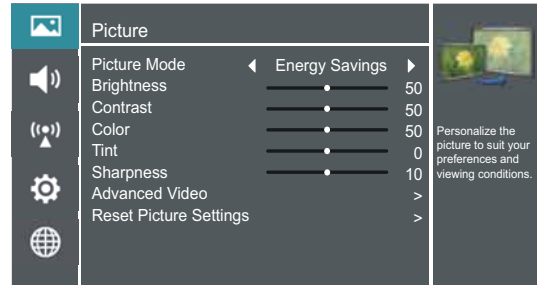 Picture
Picture Mode Energy Savings
Brightness 50
Contrast 50
Color 50
Tint 0
Sharpness 10
Advanced Video >
Reset Picture Settings >
Personalize the
picture to suit your
preferences and
viewing conditions.